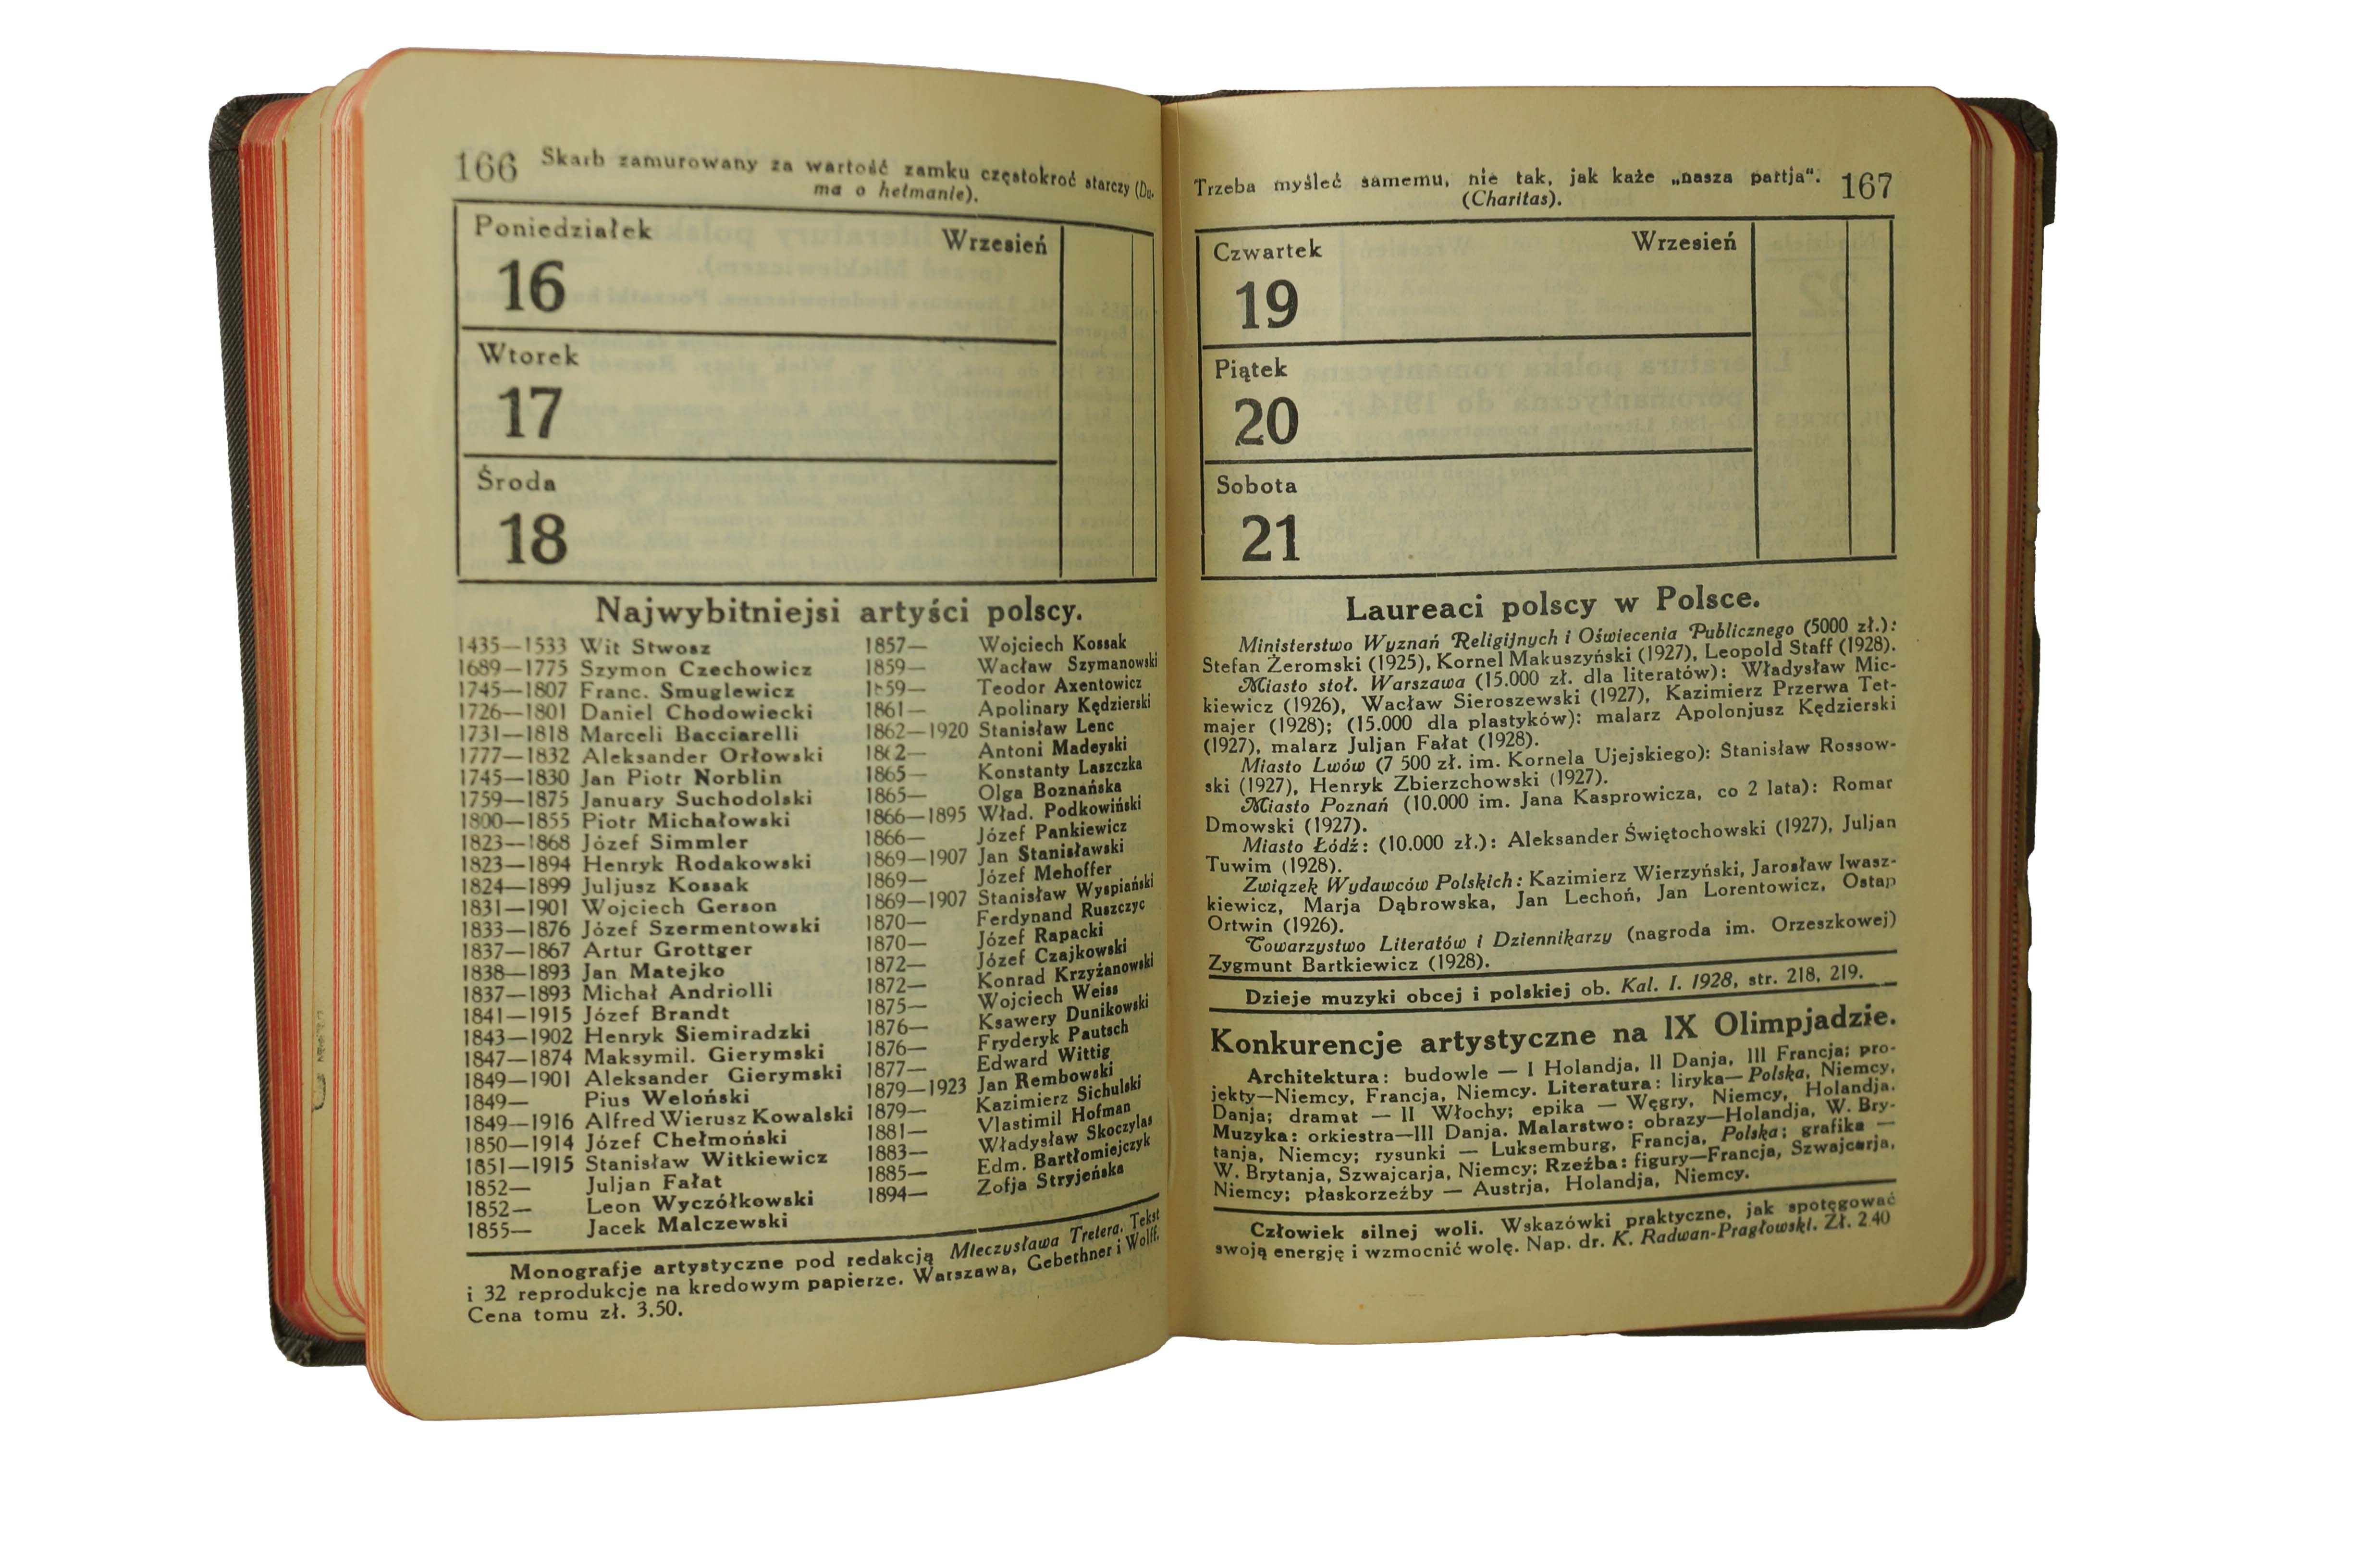 166 Skarb zamurowany za wartość zamku częstokroć starczy (Du.
ma o hetmanie).
Poniedziałek Wrzesień
16
Wtorek
17
Środa
18
Najwybitniejsi artyści polscy.
1435—1533 Wit Stwosz
1689—1775 Szymon Czechowicz
1745—1807 Franc. Smuglewicz
1726—1801 Daniel Chodowiecki
1731—1818 Marceli Bacciarelli
1777—1832 Aleksander Orłowski
1745—1830 Jan Piotr Norblin
1759—1875 January Suchodolski
1800—1855 Piotr Michałowski
1823—1868 Józef Simmler
1823—1894 Henryk Rodakowski
1824—1899 Juljusz Kossak
1831—1901 Wojciech Gerson
1833—1876 Józef Szermentowski
1837—1867 Artur Grottger
1838—1893 Jan Matejko
1837—1893 Michał Andriolli
1841—1915 Józef Brandt
1843—1902 Henryk Siemiradzki
1847—1874 Maksymil. Gierymski
1849—1901 Aleksander Gierymski
1849— Pius Weloński
1849—1916 Alfred Wierusz Kowalski
1850—1914 Józef Chełmoński
1851—1915 Stanisław Witkiewicz
1852— Juljan Fałat
1852— Leon Wyczółkowski
1855— Jacek Malczewski
1857— Wojciech Kossak
1859— Wacław Szymanowski
1859— Teodor Axentowicz
1861— Apolinary Kędzierski
1862—1920 Stanisław Lenc
1862— Antoni Madeyski
1865— Konstanty Laszczka
1865— Olga Boznańska
1866—1895 Wład. Podkowiński
1866— Józef Pankiewicz
1869—1907 Jan Stanisławski
1869— Józef Mehoffer
1869—1907 Stanisław Wyspiański
1870— Ferdynand Ruszczyc
1870— Józef Rapacki
1872— Józef Czajkowski
1872— Konrad Krzyżanowski
1875— Wojciech Weiss
1876— Ksawery Dunikowski
1876— Fryderyk Pautsch
1877— Edward Wittig
1879—1923 Jan Rembowski
1879— Kazimierz Sichulski
1881— Vlastimil Hofman
1883— Władysław Skoczylas
1885— Edm. Bartłomiejczyk
1894— Zofja Stryjeńska
Monografje artystyczne pod redakcją Mieczysława Tretera. Tekst
i 32 reprodukcje na kredowym papierze. Warszawa, Gebethner i Wolff.
Cena tomu zł. 3.50.
Trzeba myśleć samemu, nie tak, jak każe „nasza partja“. 167
(Charitas).
Czwartek Wrzesień
19
Piątek
20
Sobota
21
Laureaci polscy w Polsce.
Ministerstwo Wyznań Religijnych i Oświecenia Publicznego (5000 zł.):
Stefan Żeromski (1925), Kornel Makuszyński (1927), Leopold Staff (1928).
Miasto stoł. Warszawa (15.000 zł. dla literatów): Władysław Mic-
kiewicz (1926), Wacław Sieroszewski (1927), Kazimierz Przerwa Tet-
majer (1928); (15.000 dla plastyków): malarz Apolonjusz Kędzierski
(1927), malarz Juljan Fałat (1928).
Miasto Lwów (7 500 zł. im. Kornela Ujejskiego): Stanisław Rossow-
ski (1927), Henryk Zbierzchowski (1927).
Miasto Poznań (10.000 im. Jana Kasprowicza, co 2 lata): Romar
Dmowski (1927).
Miasto Łódź: (10.000 zł.): Aleksander Świętochowski (1927), Juljan
Tuwim (1928).
Związek Wydawców Polskich: Kazimierz Wierzyński, Jarosław Iwasz-
kiewicz, Marja Dąbrowska, Jan Lechoń, Jan Lorentowicz, Ostap
Ortwin (1926).
Towarzystwo Literatów i Dziennikarzy (nagroda im. Orzeszkowej)
Zygmunt Bartkiewicz (1928).
Dzieje muzyki obcej i polskiej ob. Kal. I. 1928, str. 218, 219.
Konkurencje artystyczne na IX Olimpjadzie.
Architektura: budowle — I Holandja, II Danja, III Francja; pro-
jekty—Niemcy, Francja, Niemcy. Literatura: liryka—Polska, Niemcy,
Danja; dramat — II Włochy; epika — Węgry, Niemcy, Holandja.
Muzyka: orkiestra—III Danja. Malarstwo: obrazy—Holandja, W. Bry-
tanja, Niemcy; rysunki — Luksemburg, Francja, Polska; grafika —
W. Brytanja, Szwajcarja, Niemcy; Rzeźba: figury—Francja, Szwajcarja,
Niemcy; płaskorzeźby — Austrja, Holandja, Niemcy.
Człowiek silnej woli. Wskazówki praktyczne, jak spotęgować
swoją energję i wzmocnić wolę. Nap. dr. K. Radwan-Pragłowski. Zł. 2 40